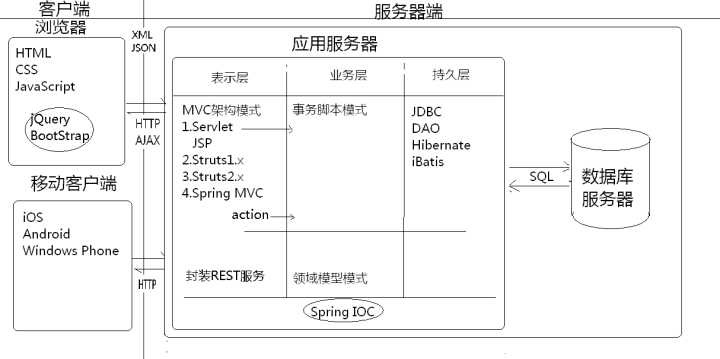 客户端
服务器端
浏览器
HTML
CSS
JavaScript
jQuery
BootStrap
XML
JSON
HTTP
AJAX
移动客户端
iOS
Android
Windows Phone
HTTP
应用服务器
表示层
业务层
持久层
MVC架构模式
1.Servlet
JSP
2.Struts1.x
3.Struts2.x
4.Spring MVC
action
封装REST服务
事务脚本模式
领域模型模式
JDBC
DAO
Hibernate
iBatis
Spring IOC
SQL
数据库
服务器